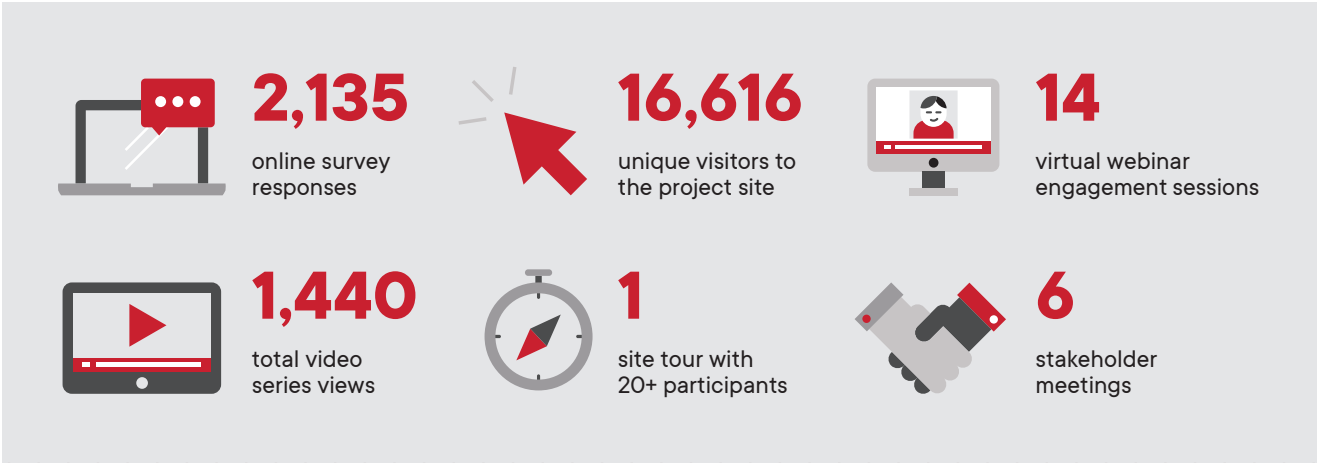 2,135
online survey
responses
16,616
unique visitors to
the project site
14
virtual webinar
engagement sessions
1,440
total video
series views
1
site tour with
20+ participants
6
stakeholder
meetings